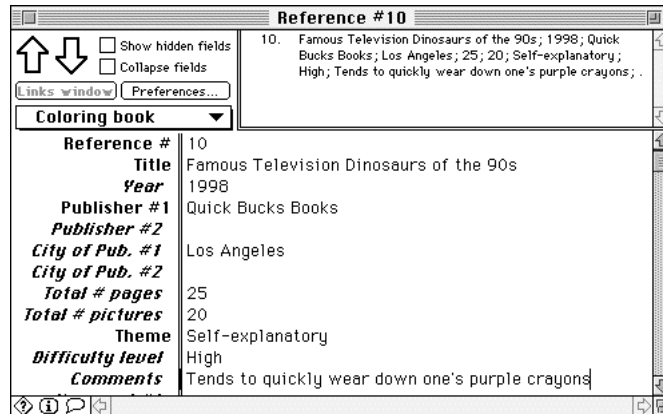 Reference #10
Show hidden fields
Collapse fields
Links window Preferences...
Coloring book
10. Famous Television Dinosaurs of the 90s; 1998; Quick
Bucks Books; Los Angeles; 25; 20; Self-explanatory;
High; Tends to quickly wear down one's purple crayons; .
Reference # 10
Title Famous Television Dinosaurs of the 90s
Year 1998
Publisher #1 Quick Bucks Books
Publisher #2
City of Pub. #1 Los Angeles
City of Pub. #2
Total # pages 25
Total # pictures 20
Theme Self-explanatory
Difficulty level High
Comments Tends to quickly wear down one's purple crayons